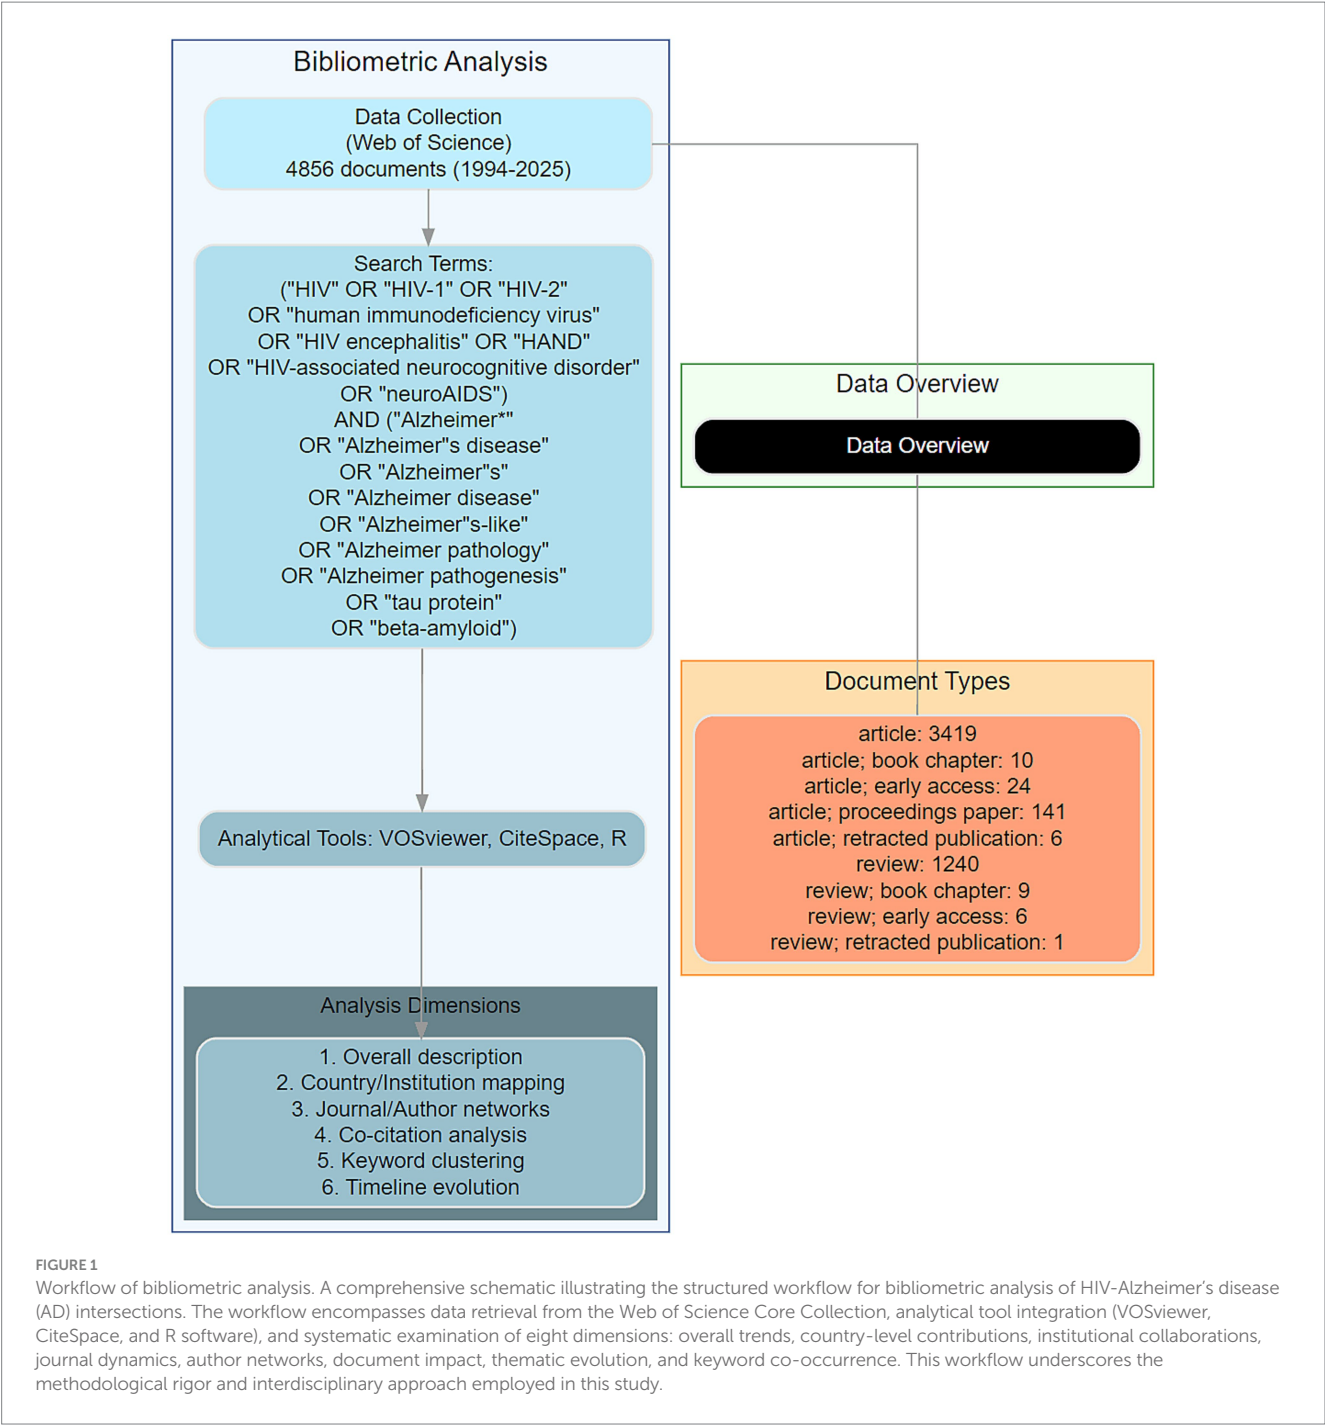 Bibliometric Analysis
Data Collection
(Web of Science)
4856 documents (1994-2025)
Search Terms:
("HIV" OR "HIV-1" OR "HIV-2"
OR "human immunodeficiency virus"
OR "HIV encephalitis" OR "HAND"
OR "HIV-associated neurocognitive disorder"
OR "neuroAIDS")
AND ("Alzheimer*"
OR "Alzheimer"s disease"
OR "Alzheimer"s"
OR "Alzheimer disease"
OR "Alzheimer"s-like"
OR "Alzheimer pathology"
OR "Alzheimer pathogenesis"
OR "tau protein"
OR "beta-amyloid")
Analytical Tools: VOSviewer, CiteSpace, R
Analysis Dimensions
1. Overall description
2. Country/Institution mapping
3. Journal/Author networks
4. Co-citation analysis
5. Keyword clustering
6. Timeline evolution
Data Overview
Data Overview
Document Types
article: 3419
article; book chapter: 10
article; early access: 24
article; proceedings paper: 141
article; retracted publication: 6
review: 1240
review; book chapter: 9
review; early access: 6
review; retracted publication: 1
FIGURE 1
Workflow of bibliometric analysis. A comprehensive schematic illustrating the structured workflow for bibliometric analysis of HIV-Alzheimer's disease
(AD) intersections. The workflow encompasses data retrieval from the Web of Science Core Collection, analytical tool integration (VOSviewer,
CiteSpace, and R software), and systematic examination of eight dimensions: overall trends, country-level contributions, institutional collaborations,
journal dynamics, author networks, document impact, thematic evolution, and keyword co-occurrence. This workflow underscores the
methodological rigor and interdisciplinary approach employed in this study.